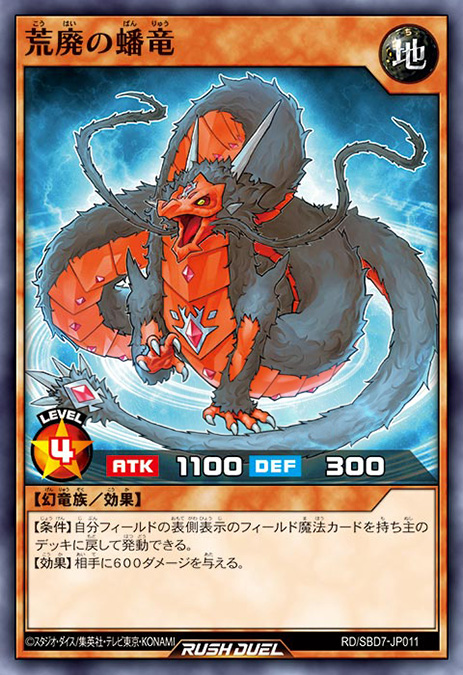 荒廃の蟠竜
地
LEVEL
4
ATK 1100 DEF 300
【幻竜族／効果】
【条件】自分フィールドの表側表示のフィールド魔法カードを持ち主の
デッキに戻して発動できる。
【効果】相手に600ダメージを与える。
©スタジオ・ダイス/集英社・テレビ東京・KONAMI
RUSH DUEL
RD/SBD7-JP011